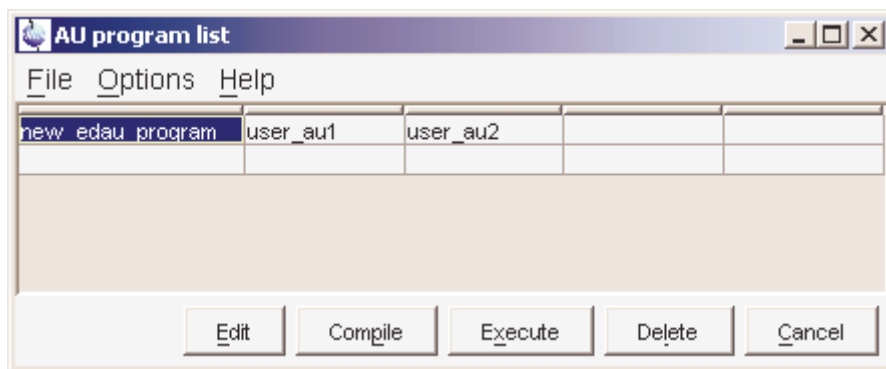 AU program list
File Options Help
new_edau_program user_au1 user_au2
Edit Compile Execute Delete Cancel